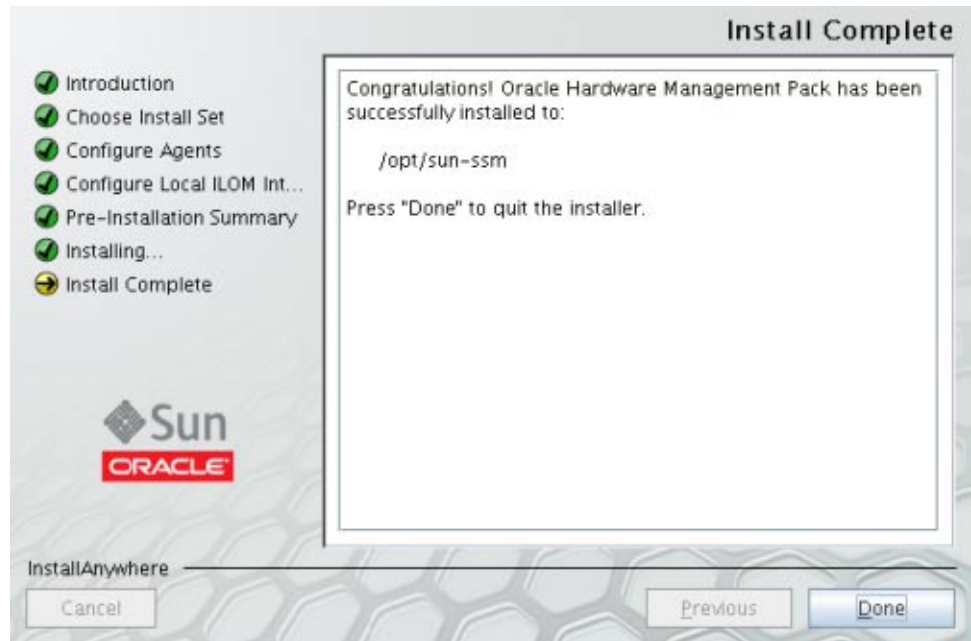 Install Complete
Introduction
Choose Install Set
Configure Agents
Configure Local ILOM Int...
Pre-Installation Summary
Installing...
Install Complete
Congratulations! Oracle Hardware Management Pack has been
successfully installed to:
/opt/sun-ssm
Press "Done" to quit the installer.
Sun
ORACLE
InstallAnywhere
Cancel
Previous
Done